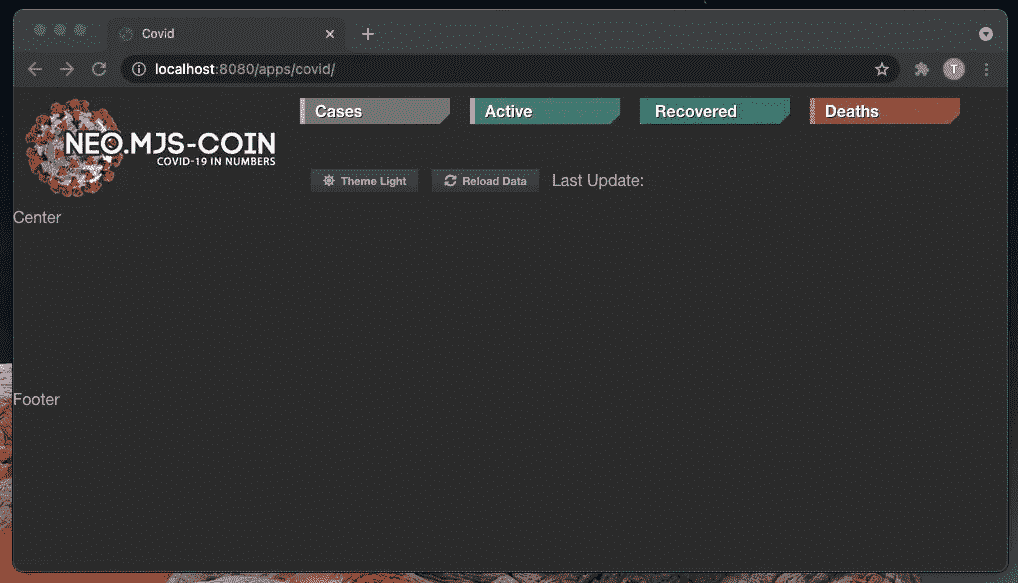 Covid
localhost:8080/apps/covid/
T
NEO.MJS-COIN
COVID-19 IN NUMBERS
Cases
Active
Recovered
Deaths
Theme Light
Reload Data
Last Update:
Center
Footer